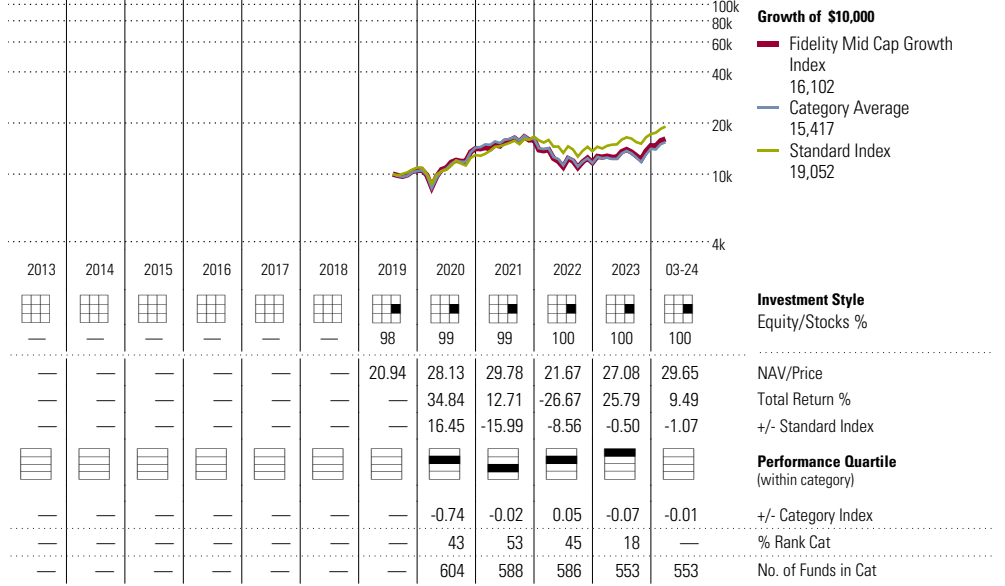 100k
80k
60k
40k
20k
10k
4k
Growth of $10,000
Fidelity Mid Cap Growth
Index
16,102
Category Average
15,417
Standard Index
19,052
2013 2014 2015 2016 2017 2018 2019 2020 2021 2022 2023 03-24
Investment Style
Equity/Stocks %
— — — — — — 98 99 99 100 100 100
— — — — — — 20.94 28.13 29.78 21.67 27.08 29.65 NAV/Price
— — — — — — — 34.84 12.71 -26.67 25.79 9.49 Total Return %
— — — — — — — 16.45 -15.99 -8.56 -0.50 -1.07 +/- Standard Index
Performance Quartile
(within category)
— — — — — — — -0.74 -0.02 0.05 -0.07 -0.01 +/- Category Index
— — — — — — — 43 53 45 18 — % Rank Cat
— — — — — — — 604 588 586 553 553 No. of Funds in Cat